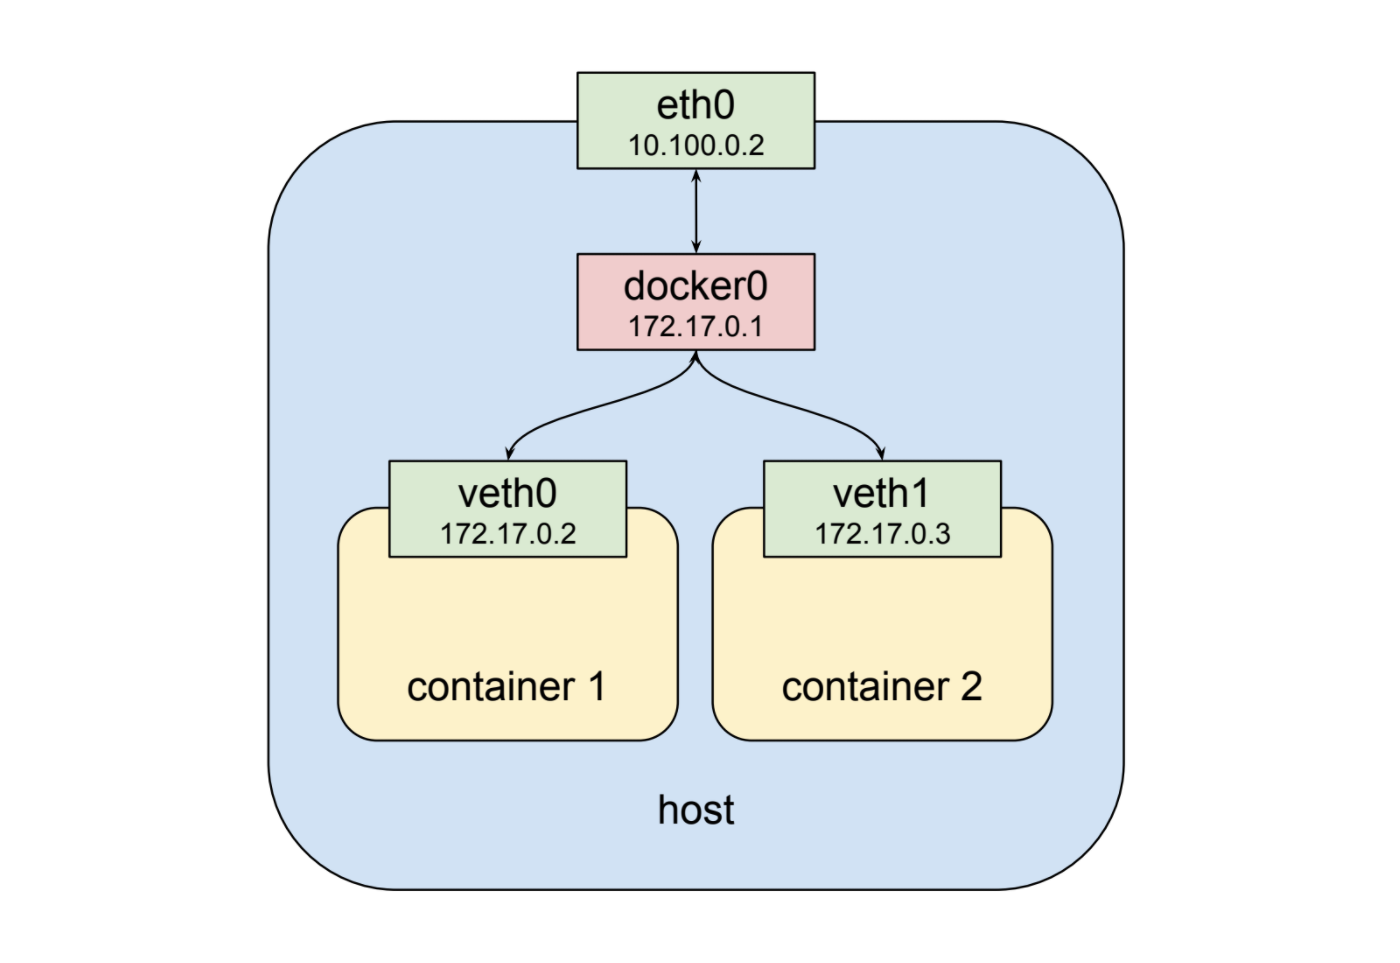 eth0
10.100.0.2
docker0
172.17.0.1
veth0
172.17.0.2
veth1
172.17.0.3
container 1
container 2
host